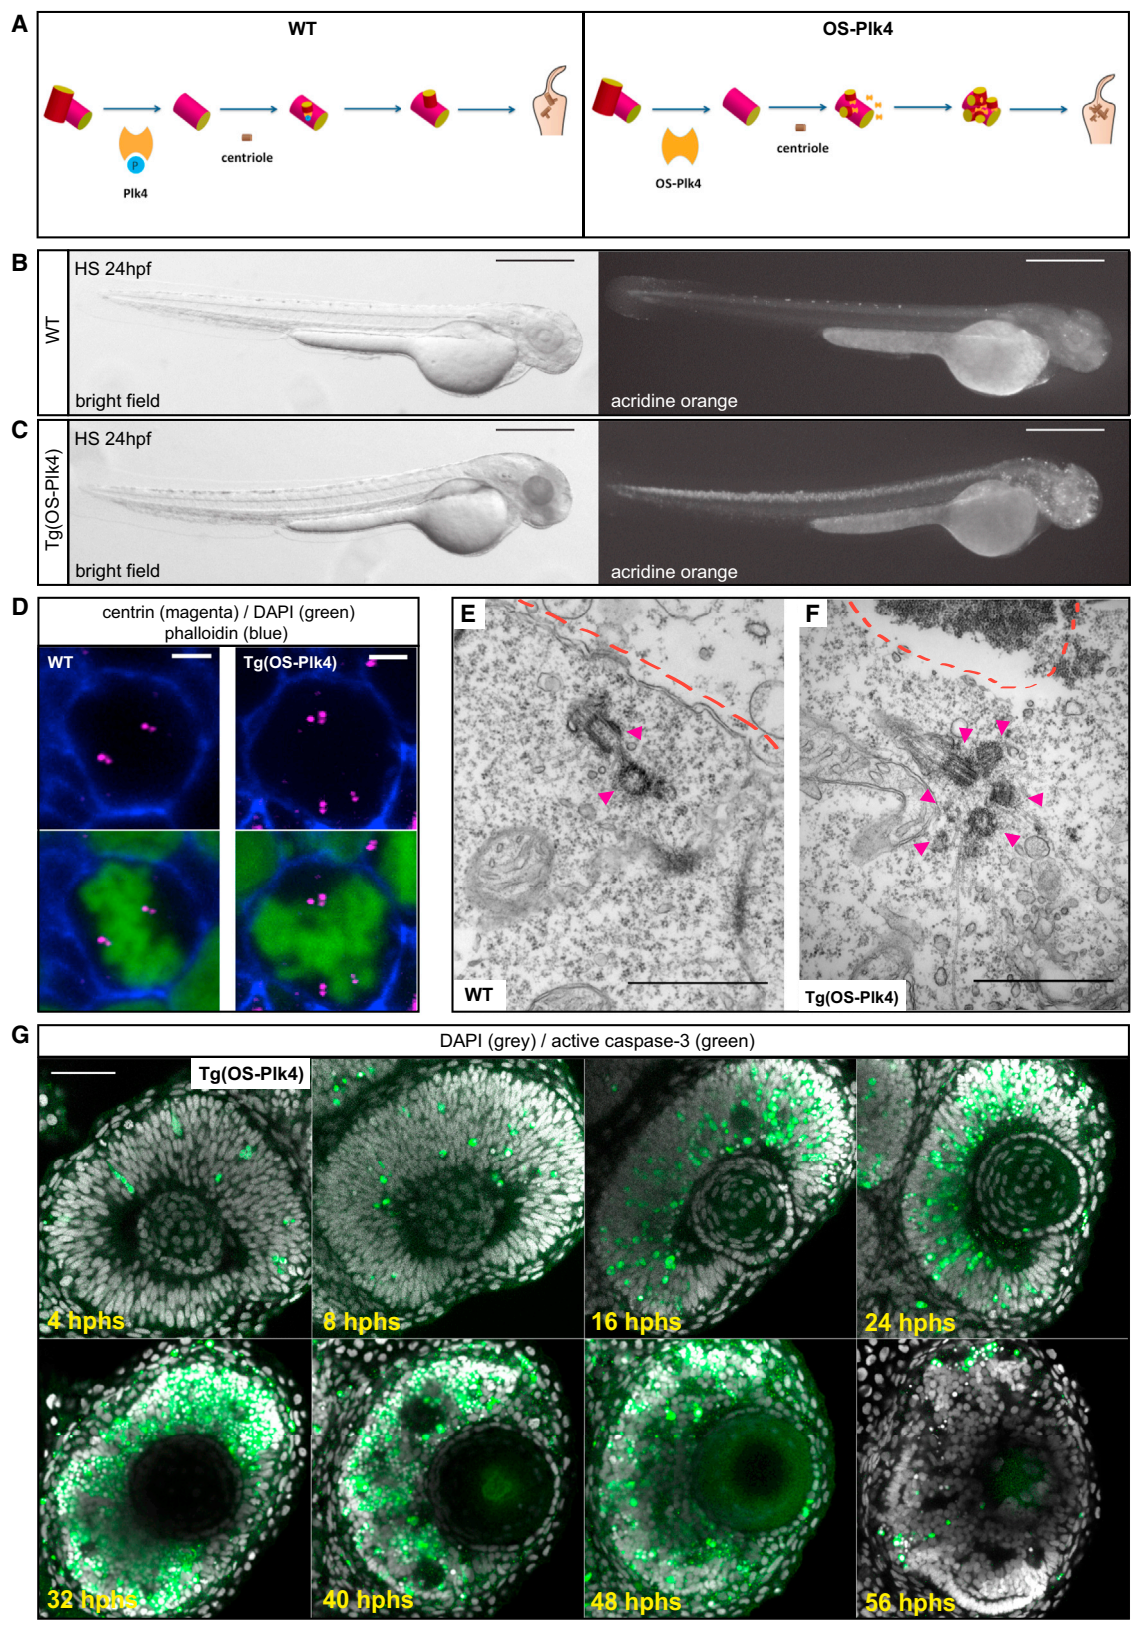 A
WT
OS-Plk4
P
Plk4
centriole
OS-Plk4
centriole
B
WT
HS 24hpf
bright field
acridine orange
C
Tg(OS-Plk4)
HS 24hpf
bright field
acridine orange
D
centrin (magenta) / DAPI (green)
phalloidin (blue)
WT
Tg(OS-Plk4)
E
WT
F
Tg(OS-Plk4)
G
DAPI (grey) / active caspase-3 (green)
Tg(OS-Plk4)
4 hphs
8 hphs
16 hphs
24 hphs
32 hphs
40 hphs
48 hphs
56 hphs